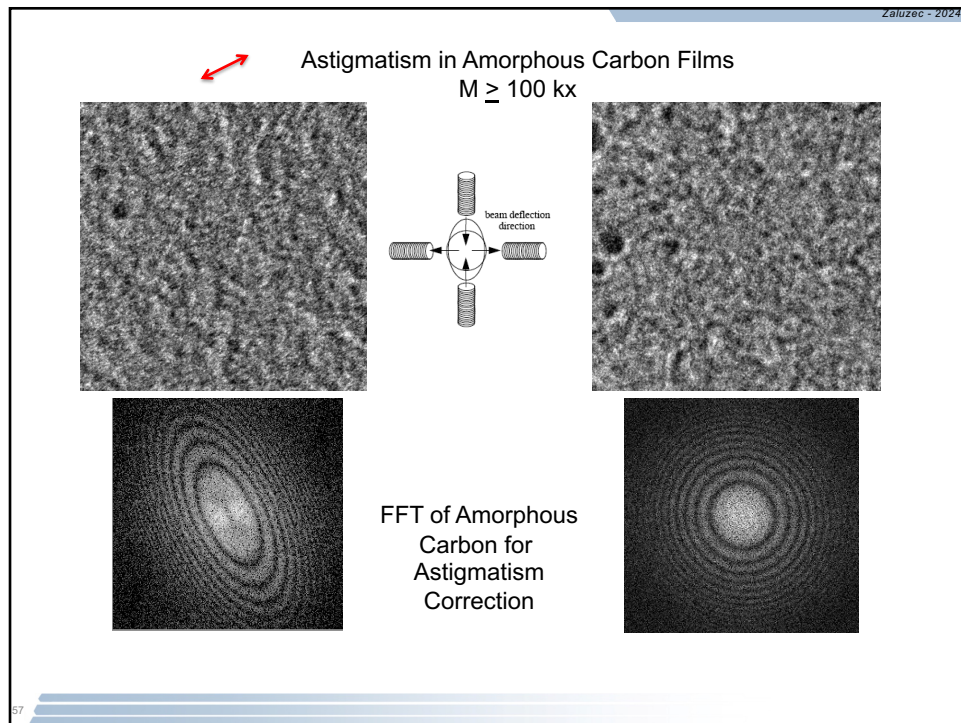 Zaluzec - 2024
Astigmatism in Amorphous Carbon Films
M ≥ 100 kx
beam deflection
direction
FFT of Amorphous
Carbon for
Astigmatism
Correction
57